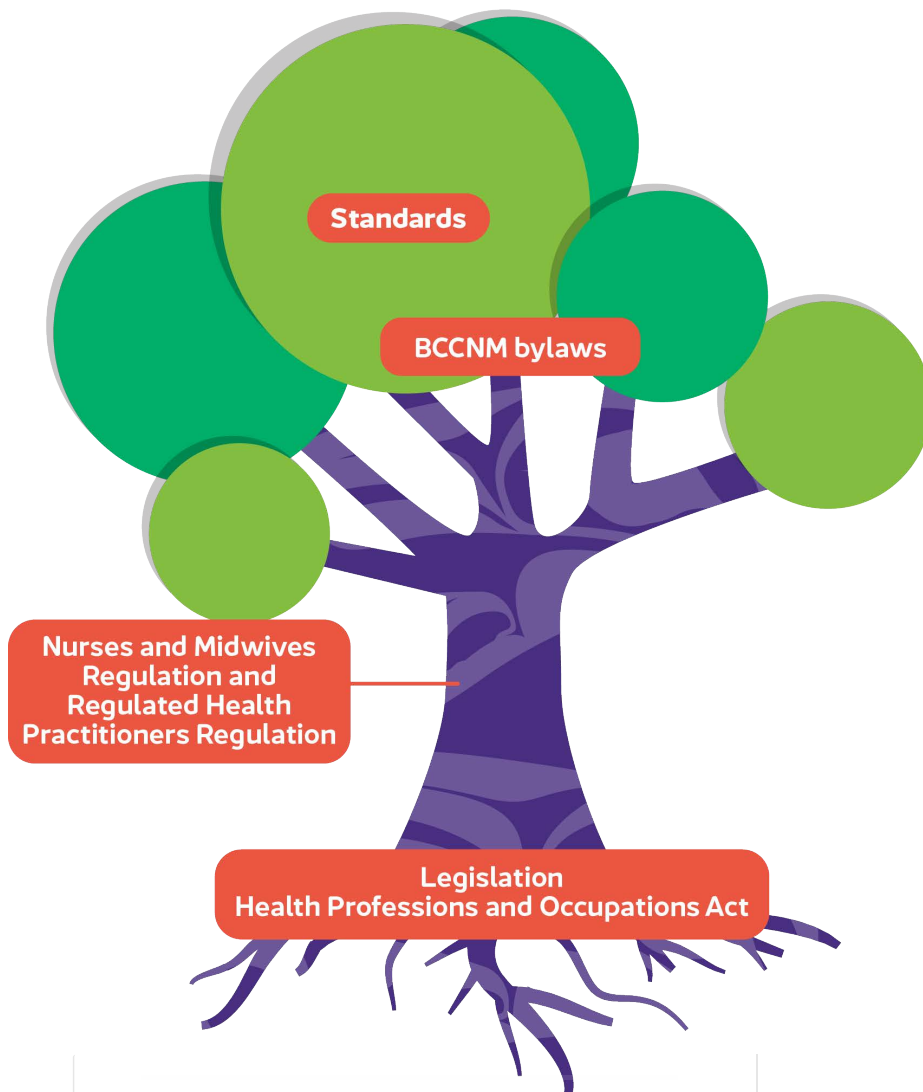 Standards
BCCNM bylaws
Nurses and Midwives
Regulation and
Regulated Health
Practitioners Regulation
Legislation
Health Professions and Occupations Act